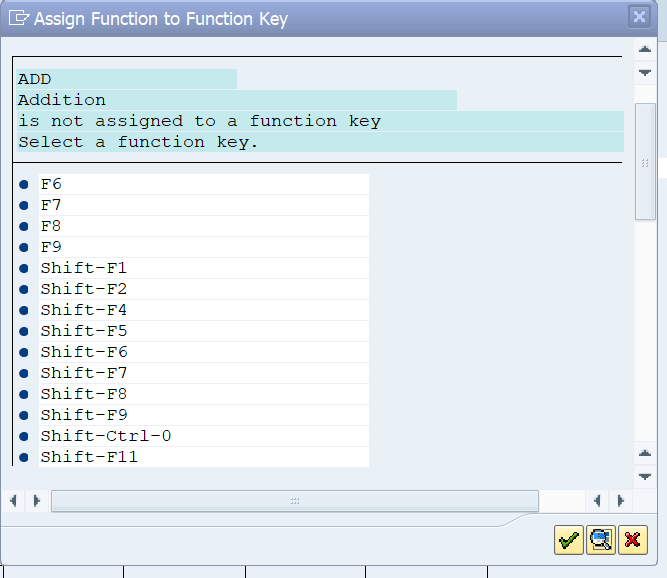 Assign Function to Function Key
ADD
Addition
is not assigned to a function key
Select a function key.
F6
F7
F8
F9
Shift-F1
Shift-F2
Shift-F4
Shift-F5
Shift-F6
Shift-F7
Shift-F8
Shift-F9
Shift-Ctrl-0
Shift-F11